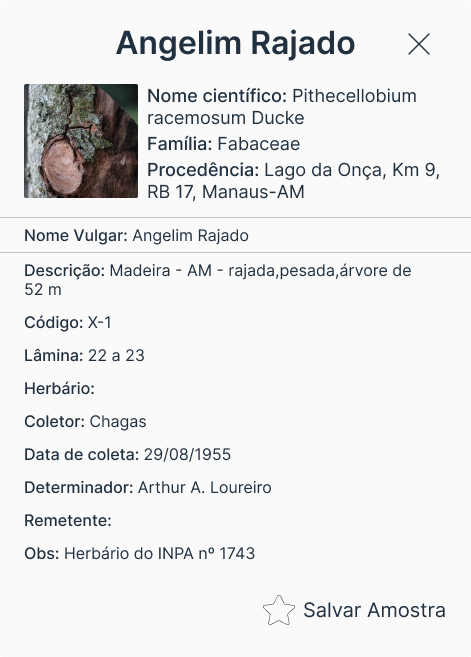 Angelim Rajado
Nome científico: Pithecellobium
racemosum Ducke
Família: Fabaceae
Procedência: Lago da Onça, Km 9,
RB 17, Manaus-AM
Nome Vulgar: Angelim Rajado
Descrição: Madeira - AM - rajada,pesada,árvore de
52 m
Código: X-1
Lâmina: 22 a 23
Herbário:
Coletor: Chagas
Data de coleta: 29/08/1955
Determinador: Arthur A. Loureiro
Remetente:
Obs: Herbário do INPA nº 1743
Salvar Amostra